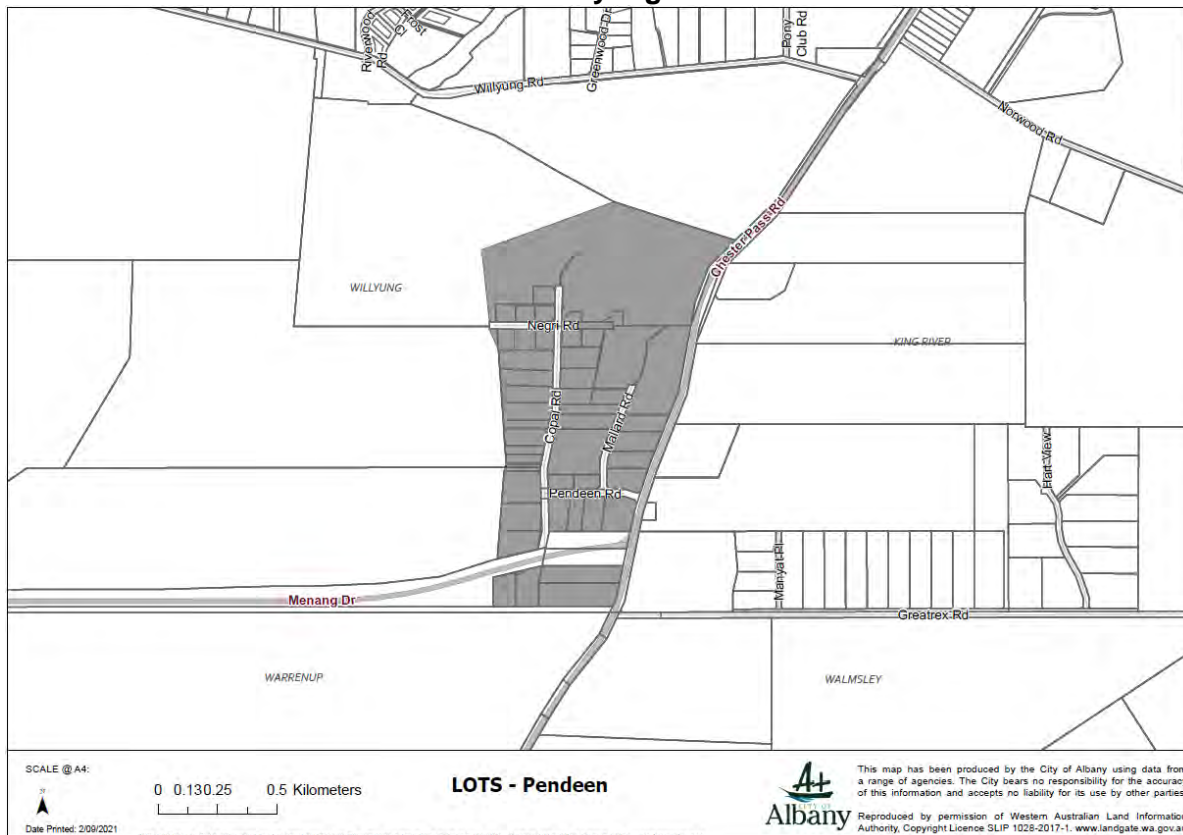 Riverwood
Rd
Frost
Ct
Greenwood Dr
Pony
Club Rd
Willyung Rd
Norwood Rd
Chester Pass Rd
WILLYUNG
Negri Rd
KING RIVER
Copal Rd
Mallard Rd
Hart View
Pendeen Rd
Manyat Pl
Menang Dr
Greatrex Rd
WARRENUP
WALMSLEY
SCALE @ A4:
0 0.130.25 0.5 Kilometers
Date Printed: 2/09/2021
LOTS - Pendeen
CITY OF
Albany
This map has been produced by the City of Albany using data from
a range of agencies. The City bears no responsibility for the accuracy
of this information and accepts no liability for its use by other parties
Reproduced by permission of Western Australian Land Information
Authority, Copyright Licence SLIP 1028-2017-1. www.landgate.wa.gov.au